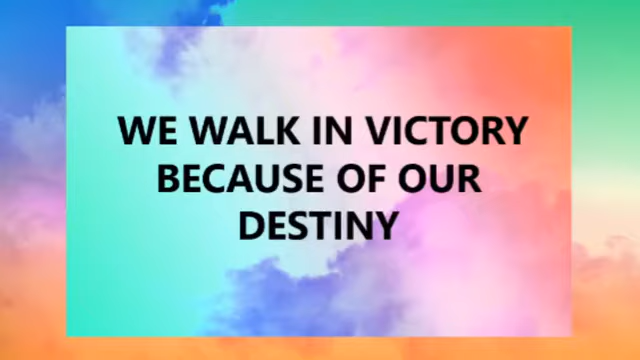 WE WALK IN VICTORY
BECAUSE OF OUR
DESTINY